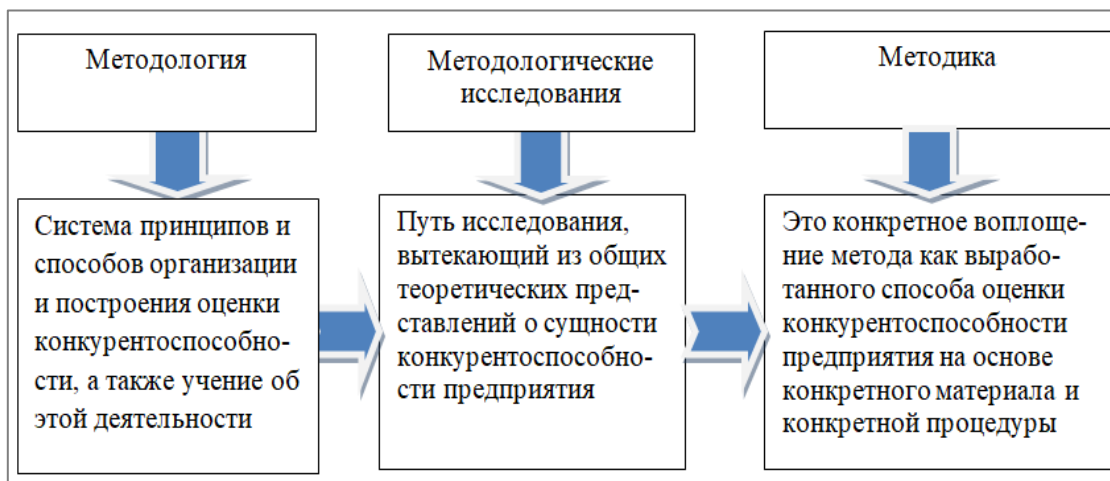 Методология
Методологические
исследования
Методика
Система принципов и
способов организации
и построения оценки
конкурентоспособно-
сти, а также учение об
этой деятельности
Путь исследования,
вытекающий из общих
теоретических пред-
ставлений о сущности
конкурентоспособно-
сти предприятия
Это конкретное воплоще-
ние метода как вырабо-
танного способа оценки
конкурентоспособности
предприятия на основе
конкретного материала и
конкретной процедуры